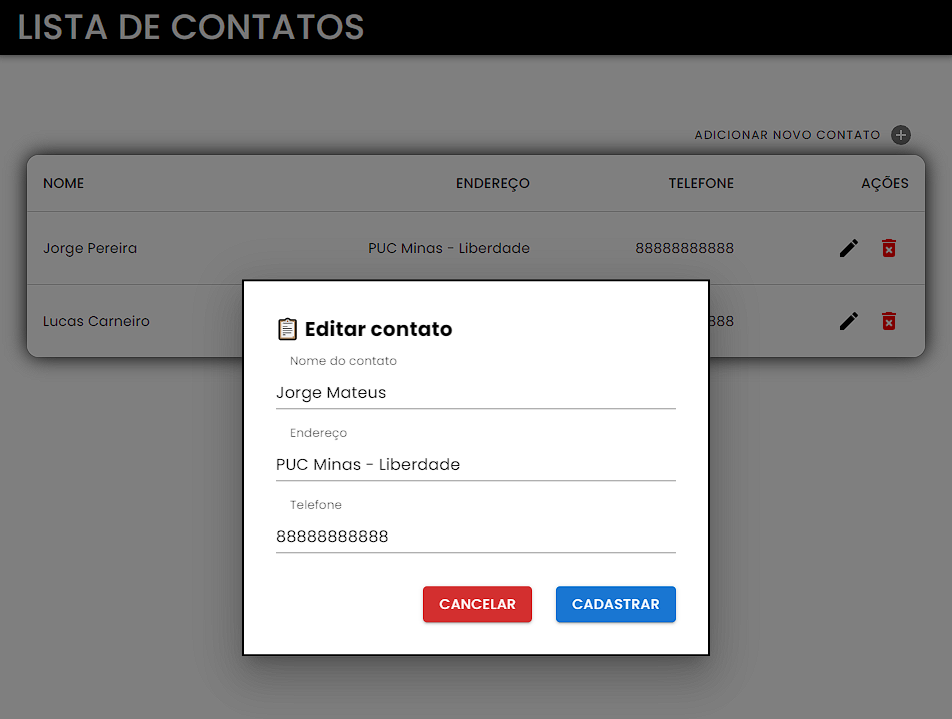 LISTA DE CONTATOS
ADICIONAR NOVO CONTATO
NOME ENDEREÇO TELEFONE AÇÕES
Jorge Pereira PUC Minas - Liberdade 88888888888
Lucas Carneiro 888
Editar contato
Nome do contato
Jorge Mateus
Endereço
PUC Minas - Liberdade
Telefone
88888888888
CANCELAR CADASTRAR